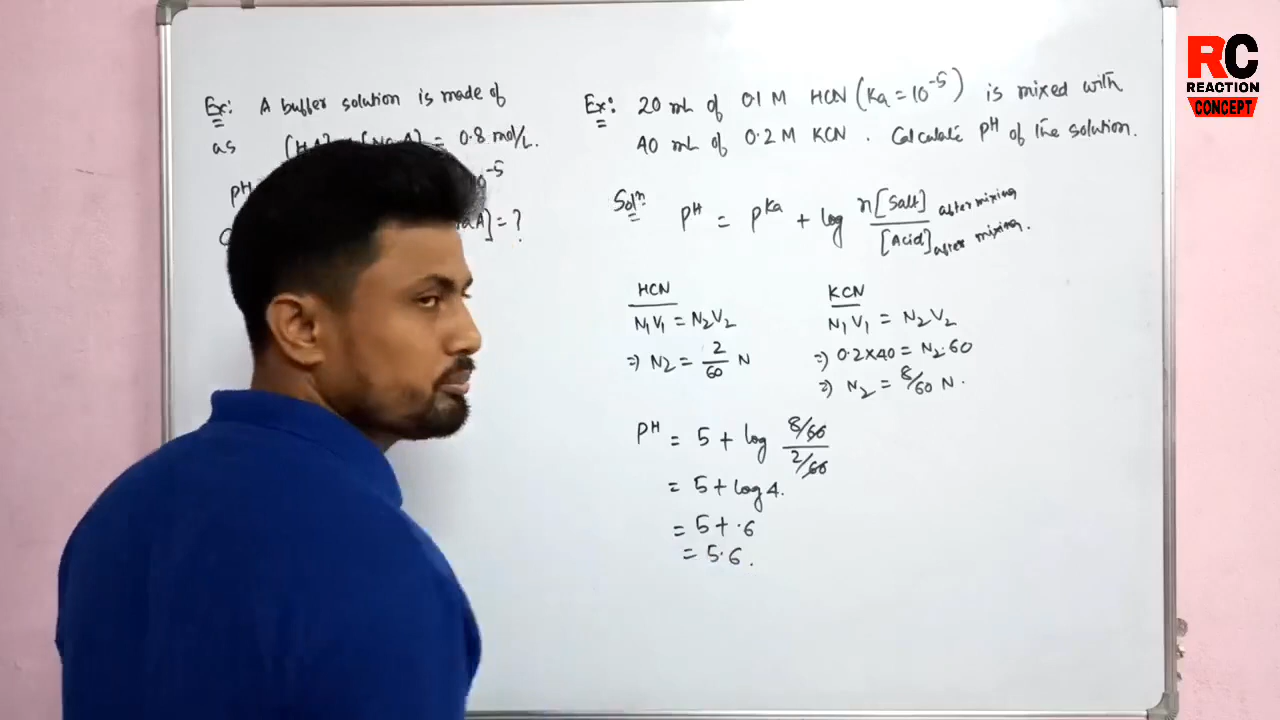 RC
REACTION
CONCEPT
Ex: A buffer solution is made of
as = 0.8 mol/L.
pH -5
A] = ?
Ex: 20 mL of 0.1 M HCN (Ka = 10⁻⁵) is mixed with
40 mL of 0.2 M KCN. Calculate pH of the solution.
Solⁿ:
pH = pKa + log n[Salt] after mixing / [Acid] after mixing.
HCN
N₁V₁ = N₂V₂
⇒ N₂ = 2/60 N
KCN
N₁V₁ = N₂V₂
⇒ 0.2×40 = N₂·60
⇒ N₂ = 8/60 N.
pH = 5 + log 8/60 / 2/60
= 5 + log 4.
= 5 + .6
= 5.6.